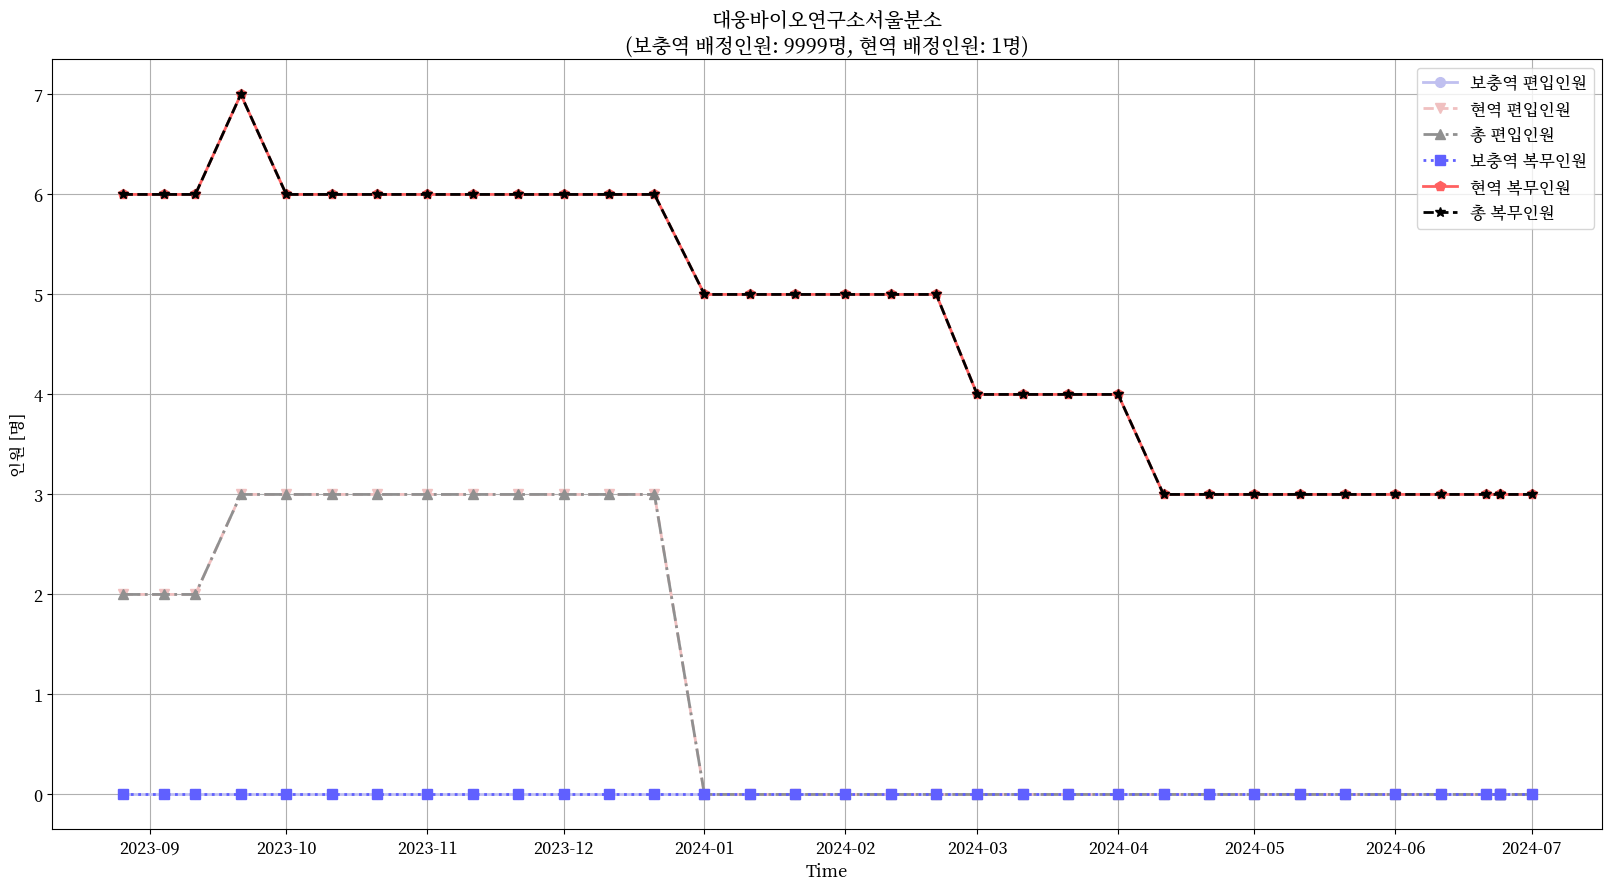 대웅바이오연구소서울분소
(보충역 배정인원: 9999명, 현역 배정인원: 1명)
보충역 편입인원
현역 편입인원
총 편입인원
보충역 복무인원
현역 복무인원
총 복무인원
7
6
5
4
3
2
1
0
인원 [명]
2023-09
2023-10
2023-11
2023-12
2024-01
2024-02
2024-03
2024-04
2024-05
2024-06
2024-07
Time